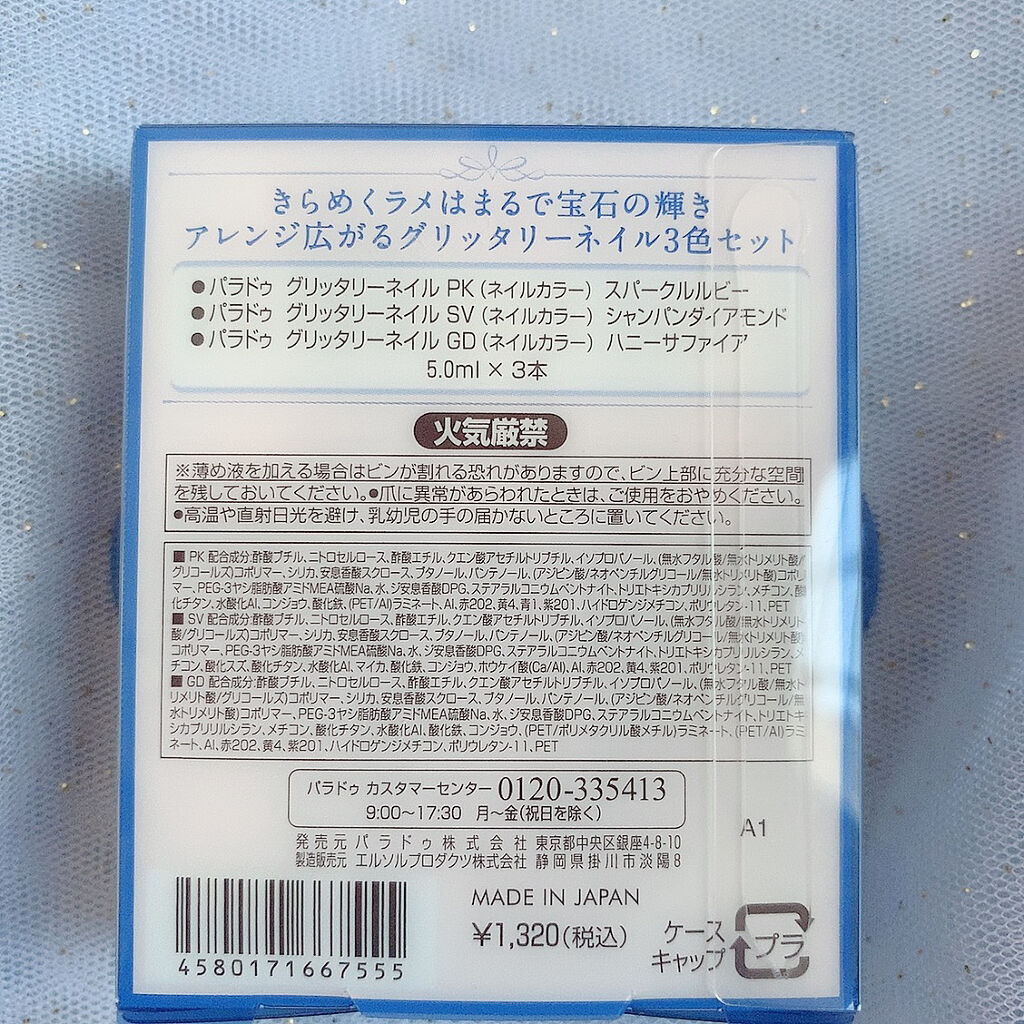 きらめくラメはまるで宝石の輝き
アレンジ広がるグリッタリーネイル3色セット
●パラドゥ グリッタリーネイル PK (ネイルカラー) スパークルルビー
●パラドゥ グリッタリーネイル SV (ネイルカラー) シャンパンダイアモンド
●パラドゥ グリッタリーネイル GD (ネイルカラー) ハニーサファイア
5.0ml × 3本
火気厳禁
※薄め液を加える場合はビンが割れる恐れがありますので、ビン上部に充分な空間
を残しておいてください。●爪に異常があらわれたときは、ご使用をおやめください。
●高温や直射日光を避け、乳幼児の手の届かないところに置いてください。
■ PK 配合成分:酢酸ブチル、ニトロセルロース、酢酸エチル、クエン酸アセチルトリブチル、イソプロパノール、(無水フタル酸/無水トリメリト酸/
グリコールズ)コポリマー、シリカ、安息香酸スクロース、ブタノール、パンテノール、(アジピン酸/ネオペンチルグリコール/無水トリメリト酸)コポリ
マー、PEG-3ヤシ脂肪酸アミドMEA硫酸Na、水、ジ安息香酸DPG、ステアラルコニウムベントナイト、トリエトキシカプリリルシラン、メチコン、酸
化チタン、水酸化Al、コンジョウ、酸化鉄、(PET/Al)ラミネート、Al、赤202、黄4、青1、紫201、ハイドロゲンジメチコン、ポリウレタン-11、PET
■ SV 配合成分:酢酸ブチル、ニトロセルロース、酢酸エチル、クエン酸アセチルトリブチル、イソプロパノール、(無水フタル酸/無水トリメリト
酸/グリコールズ)コポリマー、シリカ、安息香酸スクロース、ブタノール、パンテノール、(アジピン酸/ネオペンチルグリコール/無水トリメリト酸)
コポリマー、PEG-3ヤシ脂肪酸アミドMEA硫酸Na、水、ジ安息香酸DPG、ステアラルコニウムベントナイト、トリエトキシカプリリルシラン、メ
チコン、酸化スズ、酸化チタン、水酸化Al、マイカ、酸化鉄、コンジョウ、ホウケイ酸(Ca/Al)、Al、赤202、黄4、紫201、ポリウレタン-11、PET
■ GD 配合成分:酢酸ブチル、ニトロセルロース、酢酸エチル、クエン酸アセチルトリブチル、イソプロパノール、(無水フタル酸/無水ト
リメリト酸/グリコールズ)コポリマー、シリカ、安息香酸スクロース、ブタノール、パンテノール、(アジピン酸/ネオペンチルグリコール/無
水トリメリト酸)コポリマー、PEG-3ヤシ脂肪酸アミドMEA硫酸Na、水、ジ安息香酸DPG、ステアラルコニウムベントナイト、トリエトキ
シカプリリルシラン、メチコン、酸化チタン、水酸化Al、酸化鉄、コンジョウ、(PET/ポリメタクリル酸メチル)ラミネート、(PET/Al)ラミ
ネート、Al、赤202、黄4、紫201、ハイドロゲンジメチコン、ポリウレタン-11、PET
パラドゥ カスタマーセンター 0120-335413
9:00〜17:30 月〜金(祝日を除く)
A1
発売元 パラドゥ株式会社 東京都中央区銀座4-8-10
製造販売元 エルソルプロダクツ株式会社 静岡県掛川市淡陽8
MADE IN JAPAN
¥1,320(税込)
ケース
キャップ
プラ
4580171667555